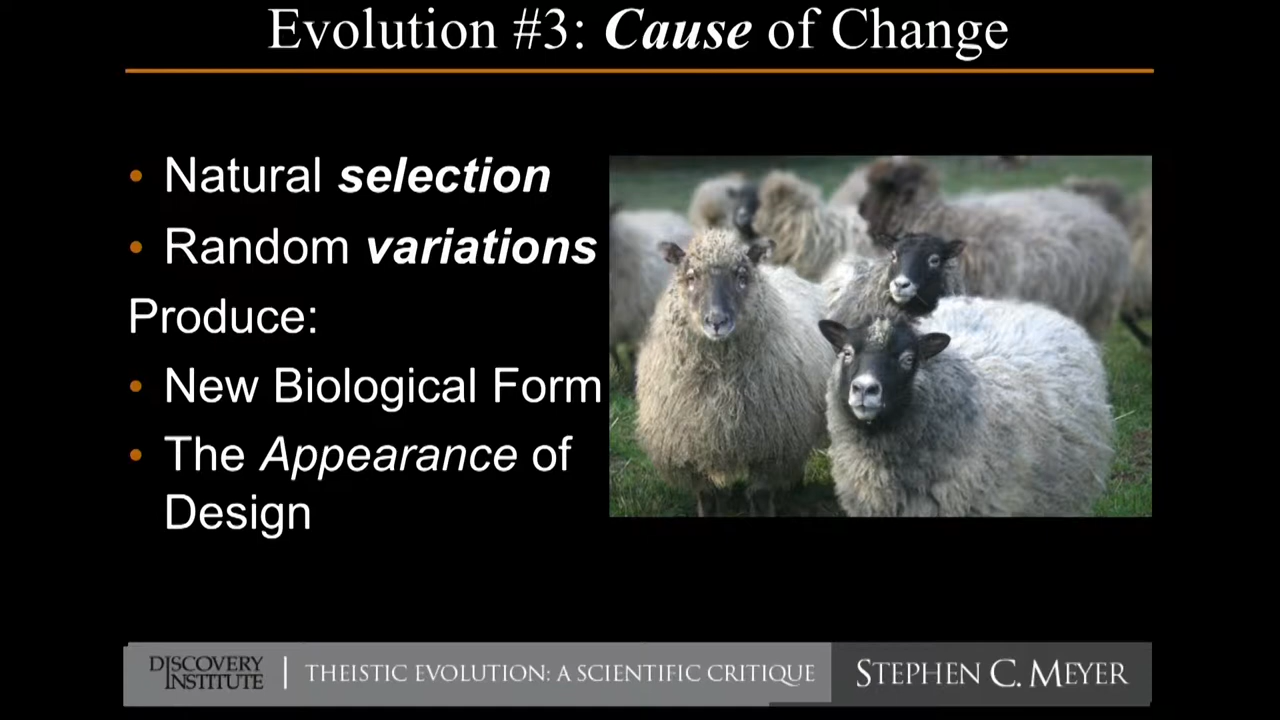 Evolution #3: Cause of Change
• Natural selection
• Random variations
Produce:
• New Biological Form
• The Appearance of
Design
DISCOVERY
INSTITUTE
THEISTIC EVOLUTION: A SCIENTIFIC CRITIQUE
STEPHEN C. MEYER